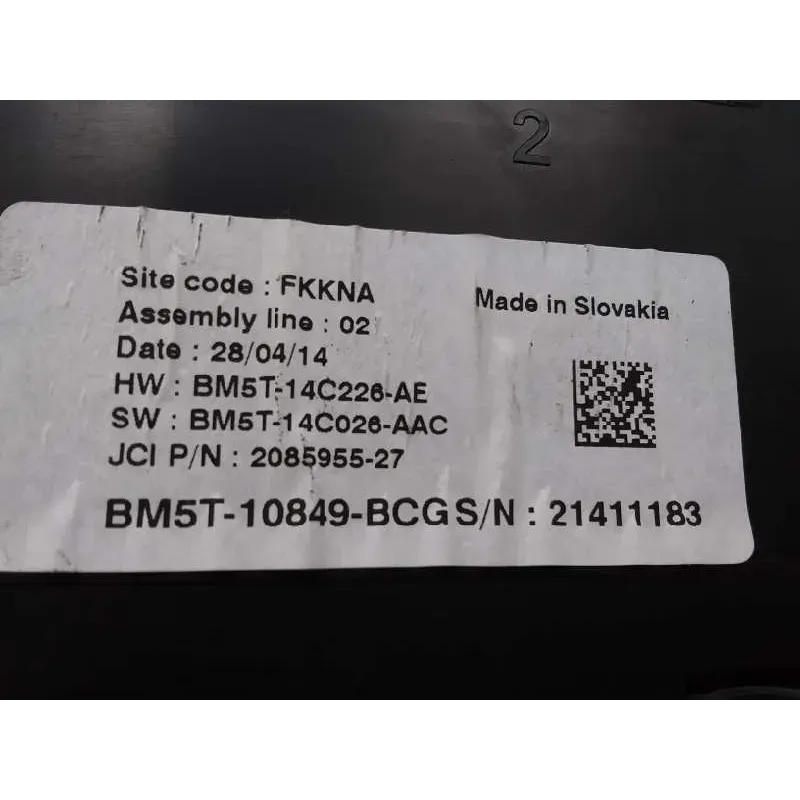 2
Site code : FKKNA
Made in Slovakia
Assembly line : 02
Date : 28/04/14
HW : BM5T-14C226-AE
SW : BM5T-14C026-AAC
JCI P/N : 2085955-27
BM5T-10849-BCG S/N : 21411183